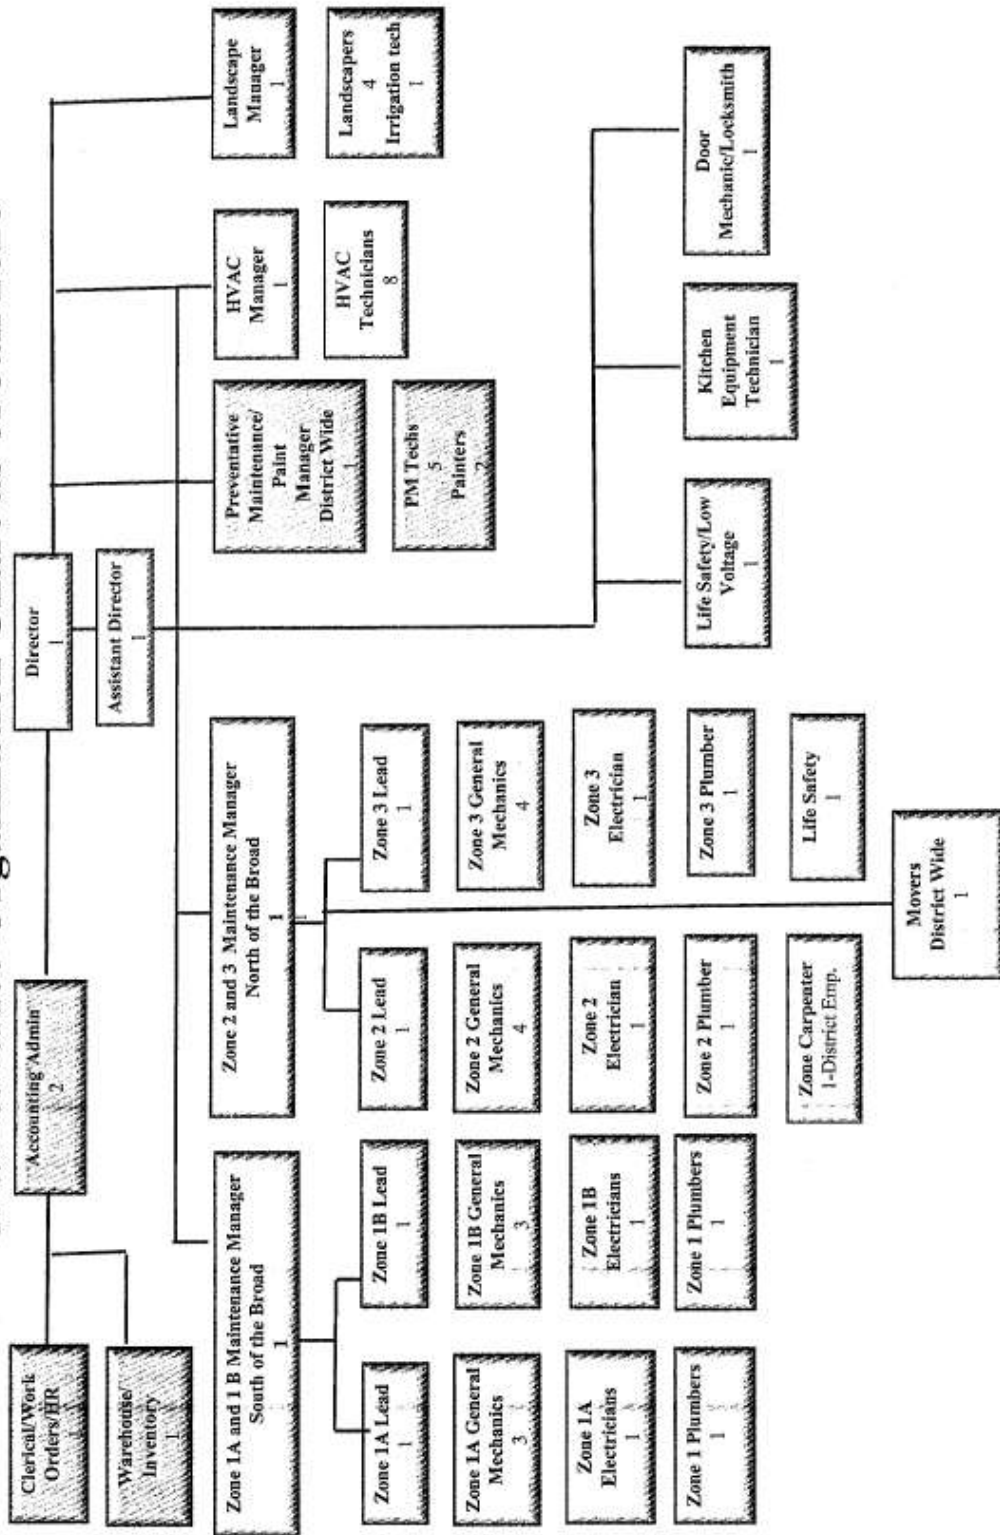 Director
1
Assistant Director
1
Accounting Admin
2
Clerical/Work
Orders/HR
1
Warehouse/
Inventory
1
Zone 1A and 1 B Maintenance Manager
South of the Broad
1
Zone 2 and 3 Maintenance Manager
North of the Broad
1
1
Preventative
Maintenance/
Paint
Manager
District Wide
1
HVAC
Manager
1
Landscape
Manager
1
PM Techs
5
Painters
2
HVAC
Technicians
8
Landscapers
4
Irrigation tech
1
Zone 1A Lead
1
Zone 1B Lead
1
Zone 2 Lead
1
Zone 3 Lead
1
Zone 1A General
Mechanics
3
Zone 1B General
Mechanics
3
Zone 2 General
Mechanics
4
Zone 3 General
Mechanics
4
Zone 1A
Electricians
1
Zone 1B
Electricians
1
Zone 2
Electrician
1
Zone 3
Electrician
1
Zone 1 Plumbers
1
Zone 1 Plumbers
1
Zone 2 Plumber
1
Zone 3 Plumber
1
Life Safety/Low
Voltage
1
Kitchen
Equipment
Technician
1
Door
Mechanic/Locksmith
1
Zone Carpenter
1-District Emp.
Life Safety
1
Movers
District Wide
1